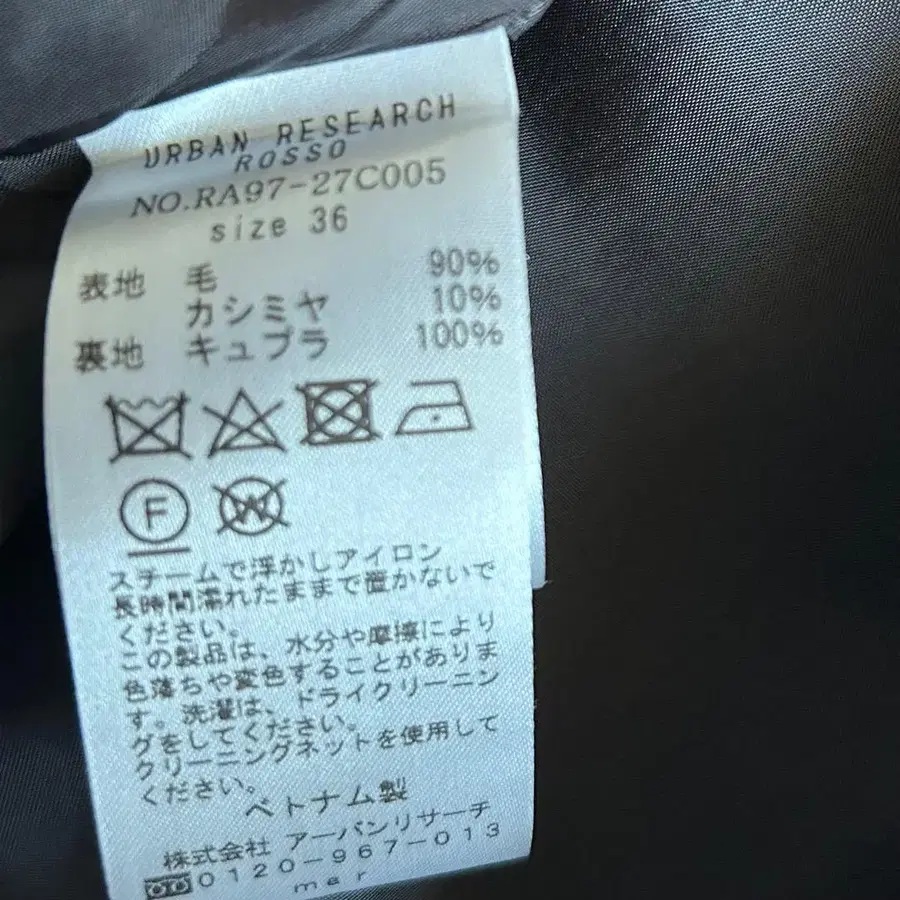 URBAN RESEARCH
ROSSO
NO.RA97-27C005
size 36
表地 毛 90%
カシミヤ 10%
裏地 キュプラ 100%
F W
スチームで浮かしアイロン
長時間濡れたままで置かないで
ください。
この製品は、水分や摩擦により
色落ちや変色することがありま
す。洗濯は、ドライクリーニン
グをしてください。
クリーニングネットを使用して
ください。
ベトナム製
株式会社 アーバンリサーチ
0120-967-013
mar